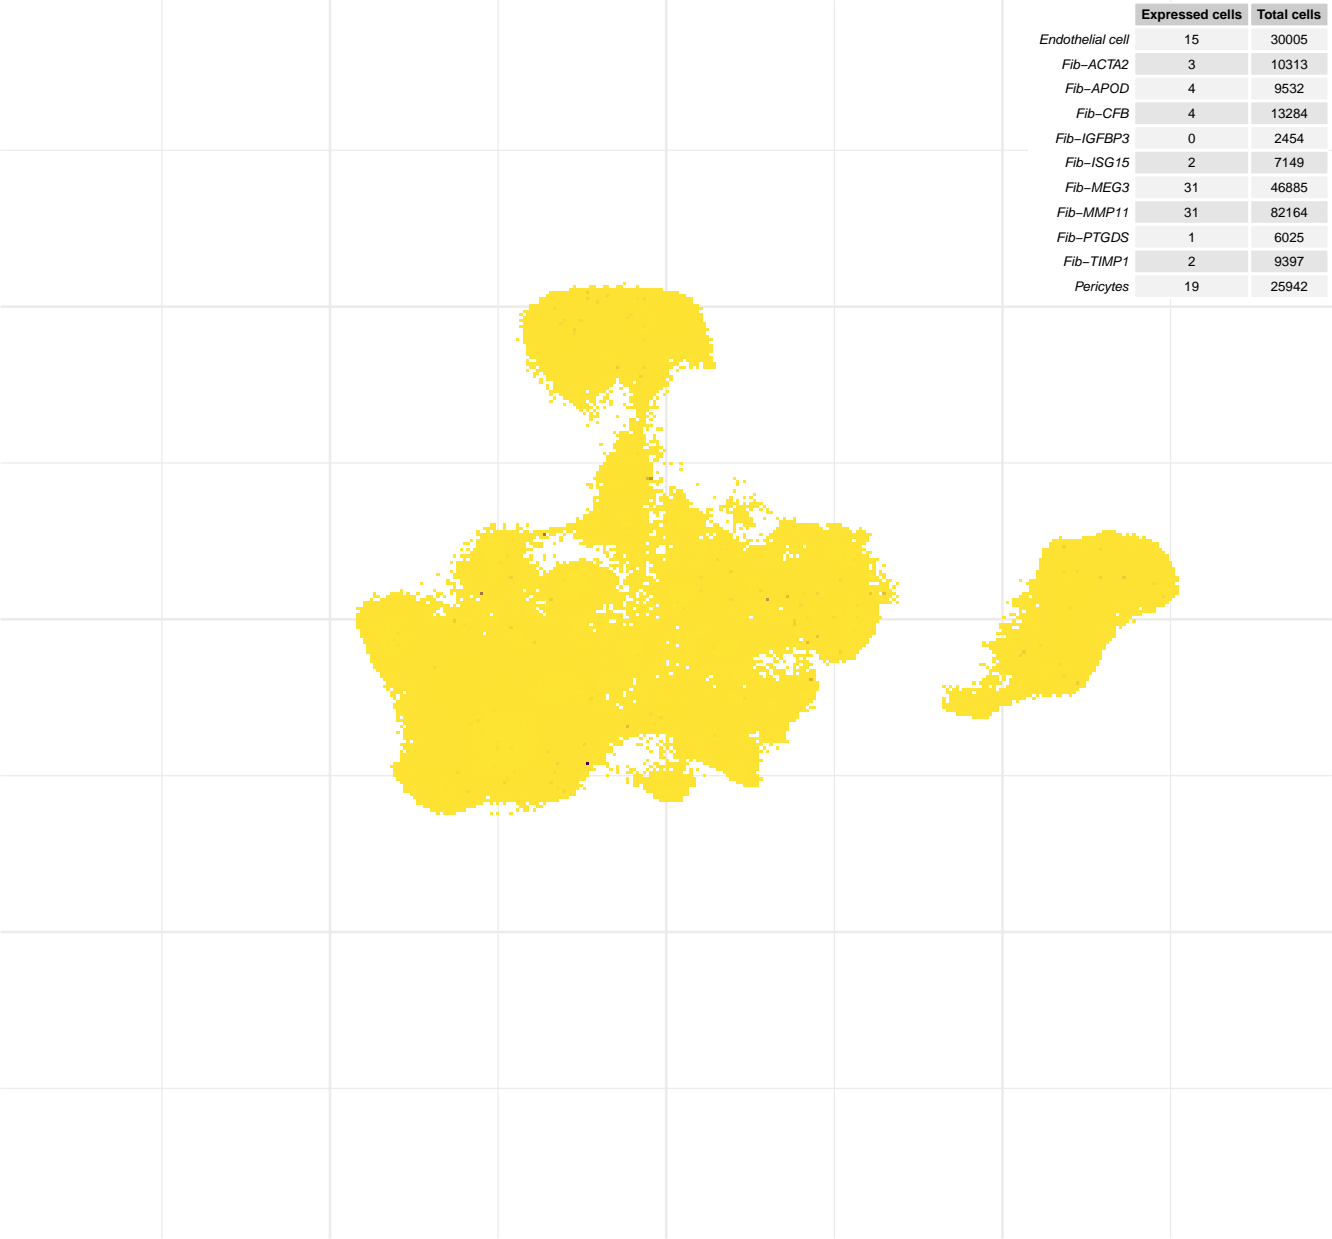 Expressed cells Total cells
Endothelial cell 15 30005
Fib−ACTA2 3 10313
Fib−APOD 4 9532
Fib−CFB 4 13284
Fib−IGFBP3 0 2454
Fib−ISG15 2 7149
Fib−MEG3 31 46885
Fib−MMP11 31 82164
Fib−PTGDS 1 6025
Fib−TIMP1 2 9397
Pericytes 19 25942